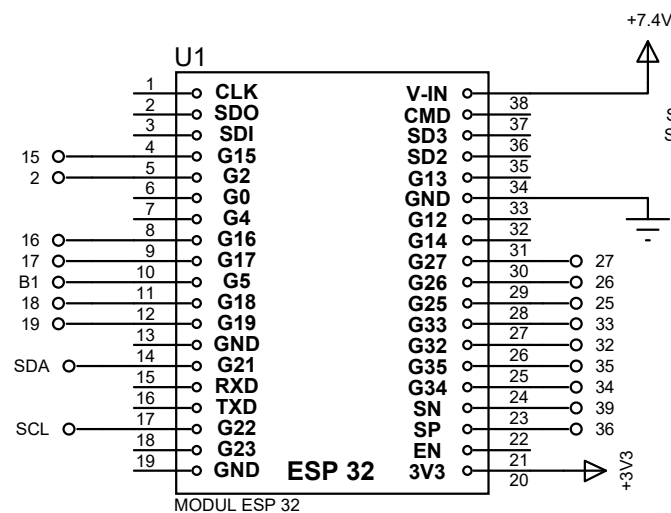 +7.4V
U1
1 CLK V-IN 38
2 SDO CMD 37
3 SDI SD3 36
15 4 G15 SD2 35
2 5 G2 G13 34
6 G0 GND 33
7 G4 G12 32
16 8 G16 G14 31
17 9 G17 G27 30 27
B1 10 G5 G26 29 26
18 11 G18 G25 28 25
19 12 G19 G33 27 33
13 GND G32 26 32
SDA 14 G21 G35 25 35
15 RXD G34 24 34
16 TXD SN 23 39
SCL 17 G22 SP 22 36
18 G23 EN 21
19 GND ESP 32 3V3 20 +3V3
MODUL ESP 32